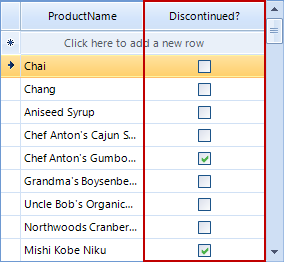 ProductName Discontinued?
Click here to add a new row
Chai
Chang
Aniseed Syrup
Chef Anton's Cajun S...
Chef Anton's Gumbo...
Grandma's Boysenbe...
Uncle Bob's Organic...
Northwoods Cranber...
Mishi Kobe Niku